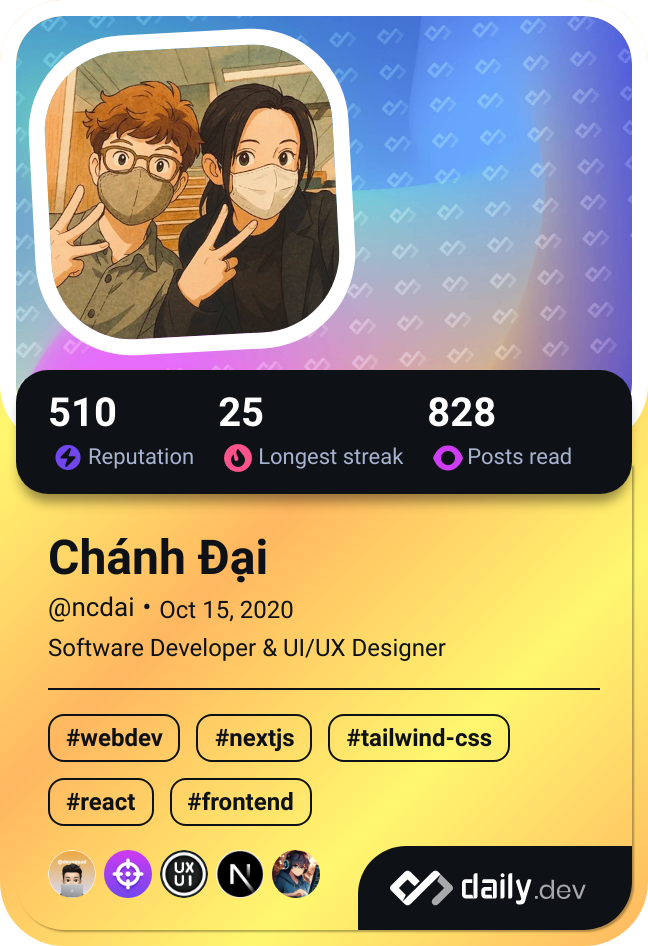 510 25 828
Reputation Longest streak Posts read
Chánh Đại
@ncdai • Oct 15, 2020
Software Developer & UI/UX Designer
#webdev #nextjs #tailwind-css
#react #frontend
UX
UI
N
daily.dev